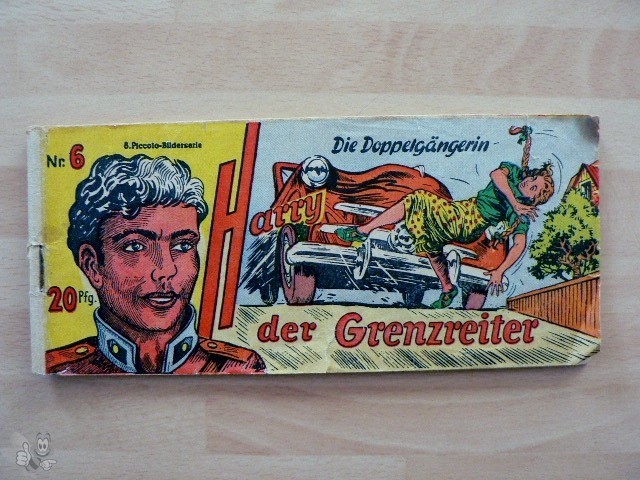 Nr. 6
8. Piccolo-Bilderserie
20 Pfg.
Die Doppelgängerin
Harry
der Grenzreiter